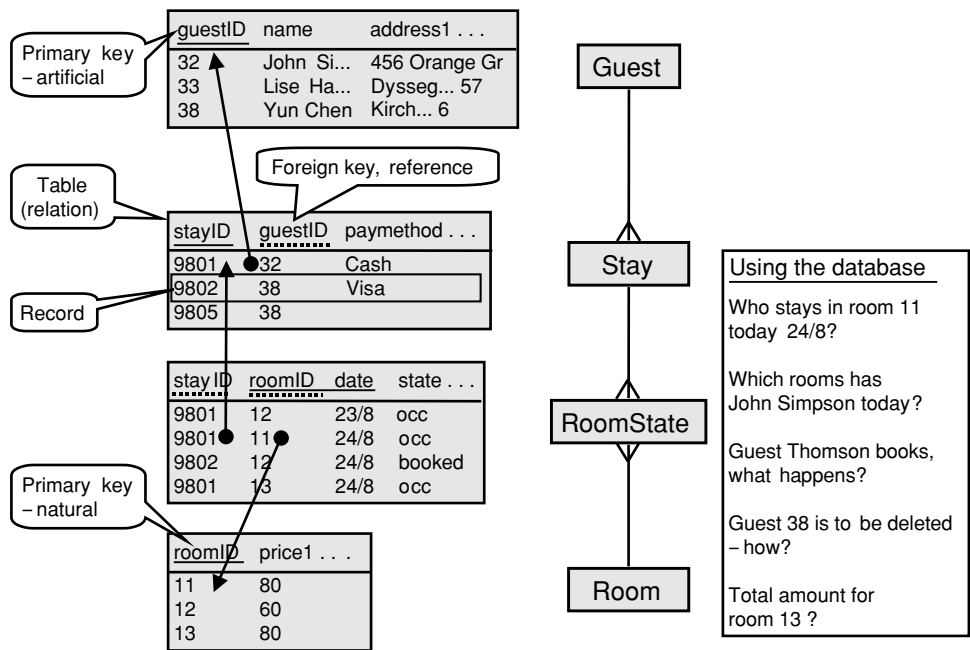 guestID name address1 . . .
32 John Si... 456 Orange Gr
33 Lise Ha... Dysseg... 57
38 Yun Chen Kirch... 6
Primary key
– artificial
Foreign key, reference
Table
(relation)
stayID guestID paymethod . . .
9801 32 Cash
9802 38 Visa
9805 38
Record
stay ID roomID date state . . .
9801 12 23/8 occ
9801 11 24/8 occ
9802 12 24/8 booked
9801 13 24/8 occ
Primary key
– natural
roomID price1 . . .
11 80
12 60
13 80
Guest
Stay
RoomState
Room
Using the database
Who stays in room 11
today 24/8?
Which rooms has
John Simpson today?
Guest Thomson books,
what happens?
Guest 38 is to be deleted
– how?
Total amount for
room 13 ?